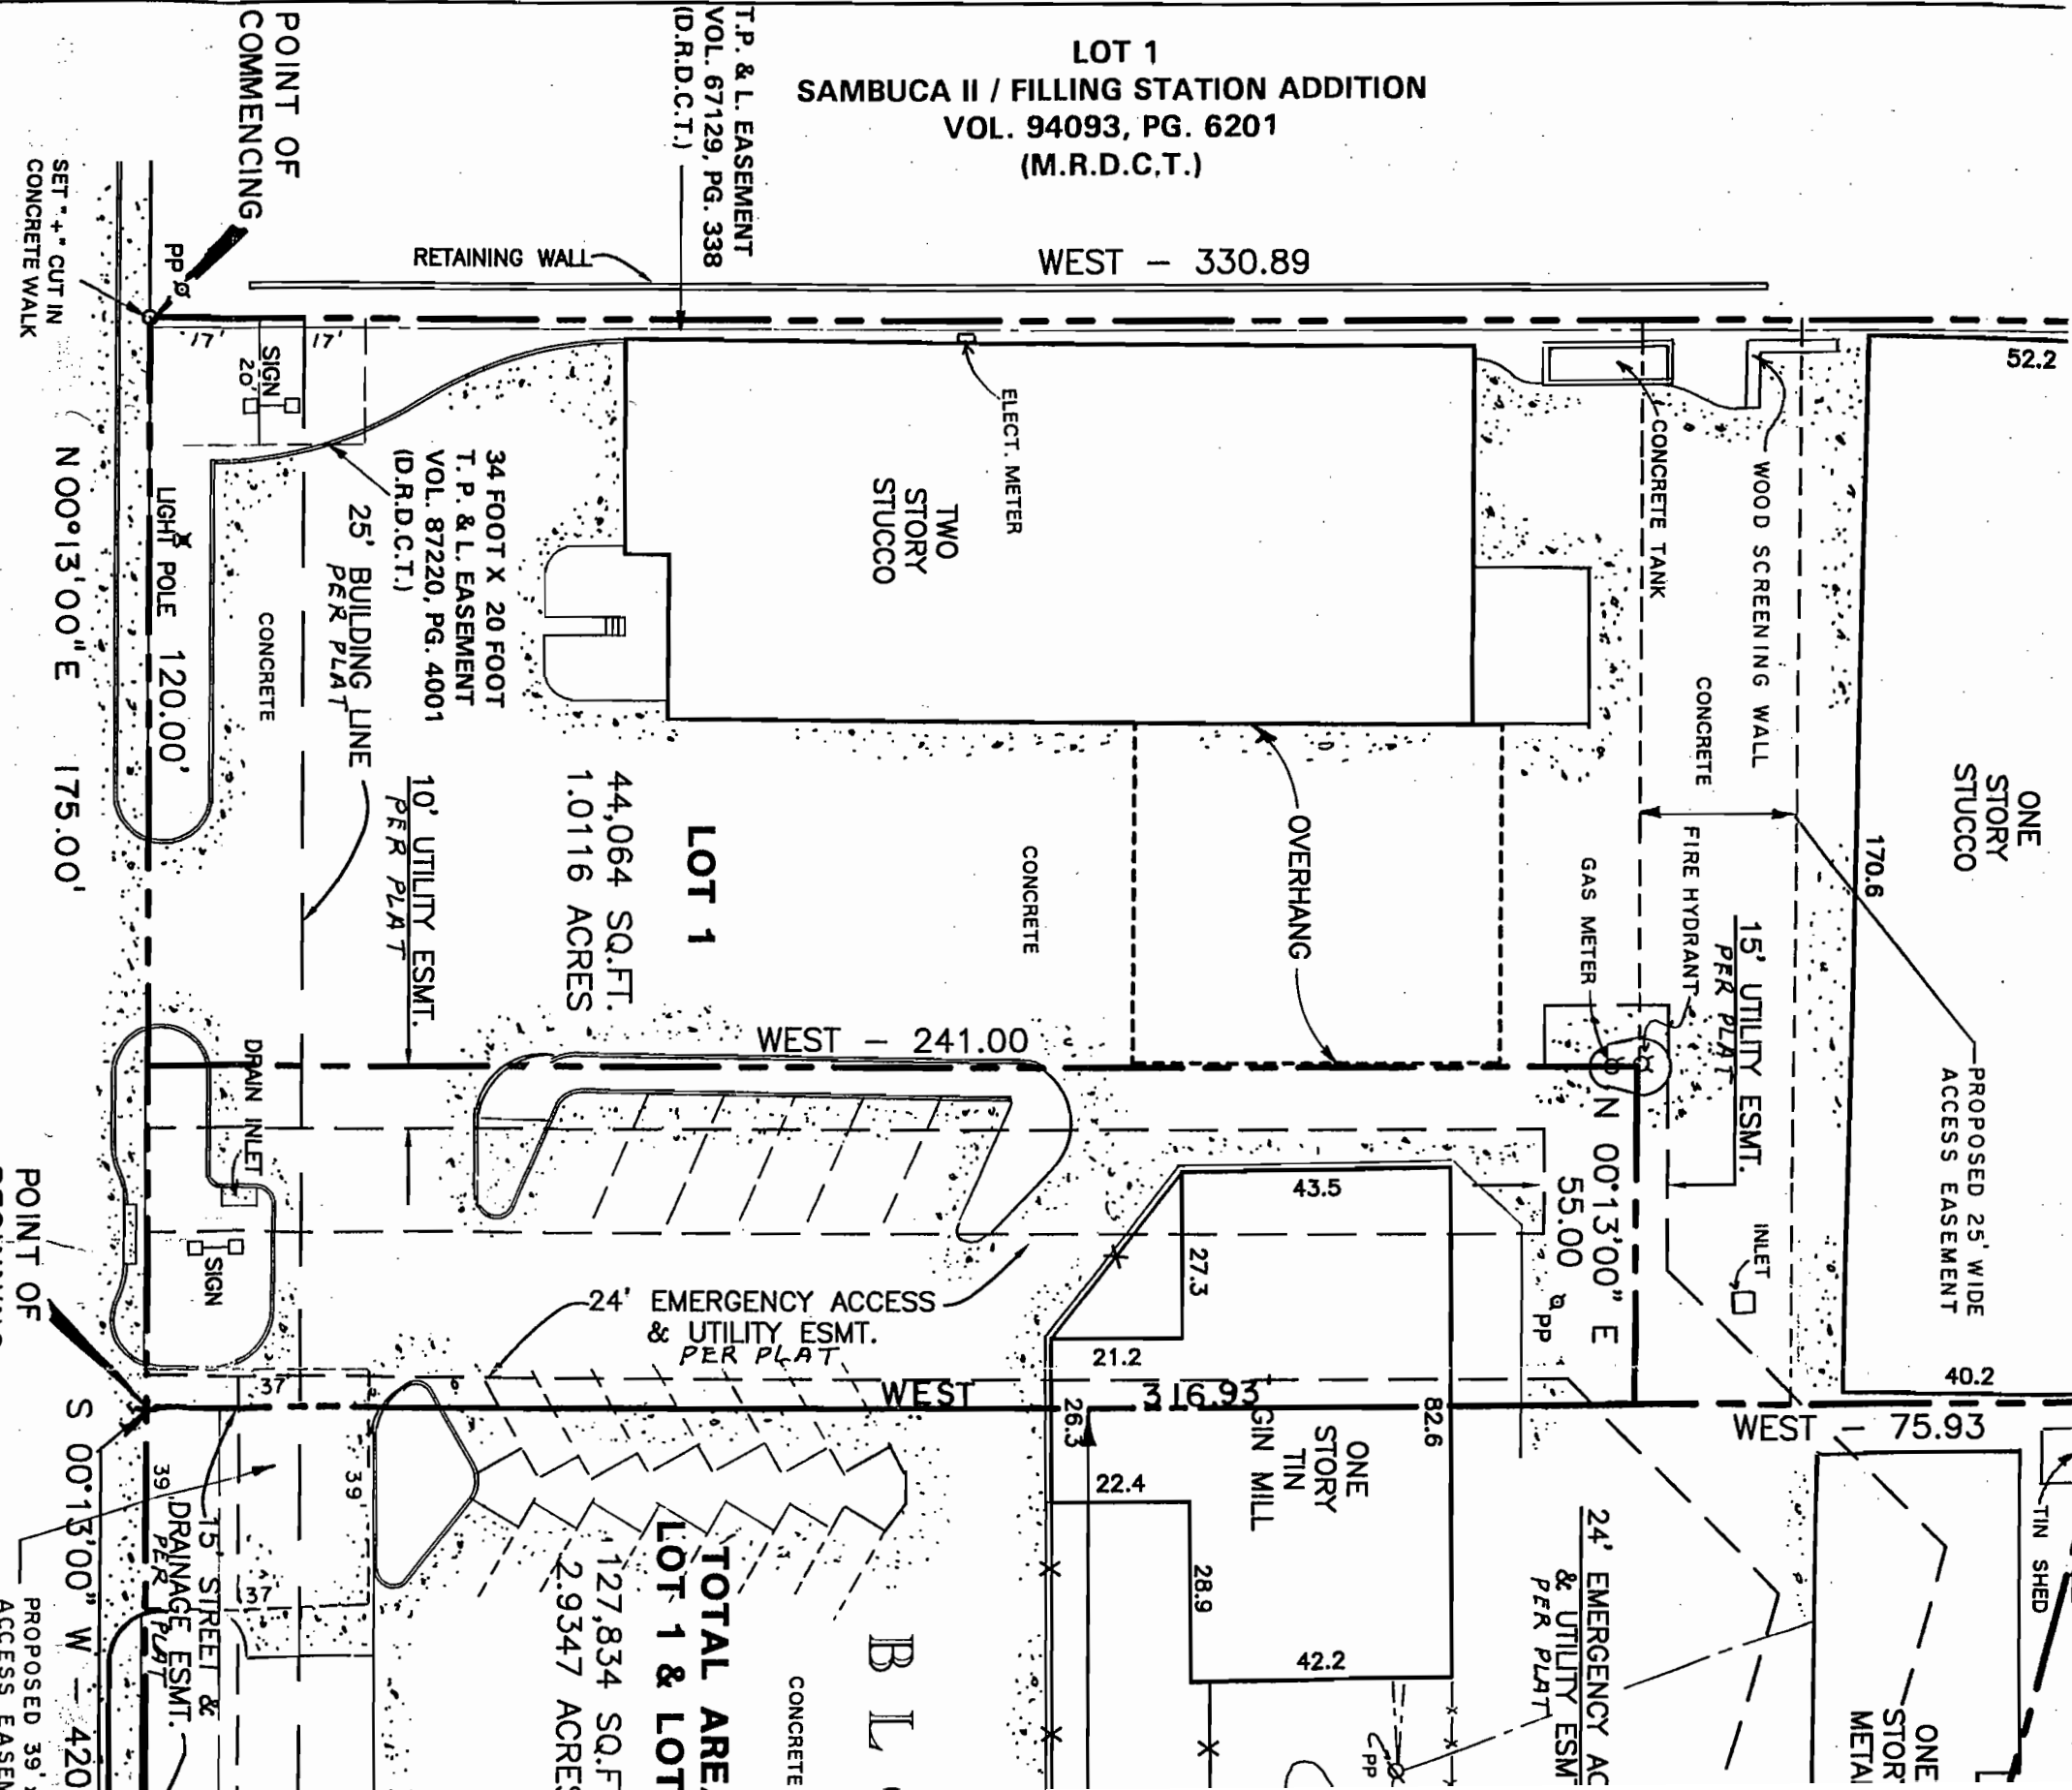 LOT 1
SAMBUCA II / FILLING STATION ADDITION
VOL. 94093, PG. 6201
(M.R.D.C.T.)
T.P. & L. EASEMENT
VOL. 67129, PG. 338
(D.R.D.C.T.)
POINT OF
COMMENCING
SET "+" CUT IN
CONCRETE WALK
PP
RETAINING WALL
WEST - 330.89
17'
17'
SIGN
20'
ELECT. METER
TWO
STORY
STUCCO
CONCRETE TANK
WOOD SCREENING WALL
52.2
ONE
STORY
STUCCO
170.6
40.2
N 00°13'00"E 175.00'
LIGHT POLE
120.00'
CONCRETE
25' BUILDING LINE
PER PLAT
34 FOOT X 20 FOOT
T. P. & L. EASEMENT
VOL. 87220, PG. 4001
(D.R.D.C.T.)
10' UTILITY ESMT.
PER PLAT
LOT 1
44,064 SQ.FT.
1.0116 ACRES
CONCRETE
OVERHANG
CONCRETE
GAS METER
FIRE HYDRANT
15' UTILITY ESMT.
PER PLAT
PROPOSED 25' WIDE
ACCESS EASEMENT
WEST - 241.00
N 00°13'00" E
55.00
INLET
PP
DRAIN INLET
SIGN
POINT OF
24' EMERGENCY ACCESS
& UTILITY ESMT.
PER PLAT
43.5
27.3
21.2
26.3
22.4
28.9
42.2
82.6
WEST 316.93
WEST - 75.93
ONE
STORY
TIN
GIN MILL
S 00°13'00" W - 420
37'
39'
39'
37'
15' STREET &
DRAINAGE ESMT.
PER PLAT
PROPOSED 39'
TOTAL AREA
LOT 1 & LOT
127,834 SQ.F
2.9347 ACRES
CONCRETE
B L
24' EMERGENCY AC
& UTILITY ESM
PER PLAT
PP
TIN SHED
ONE
STOR
META